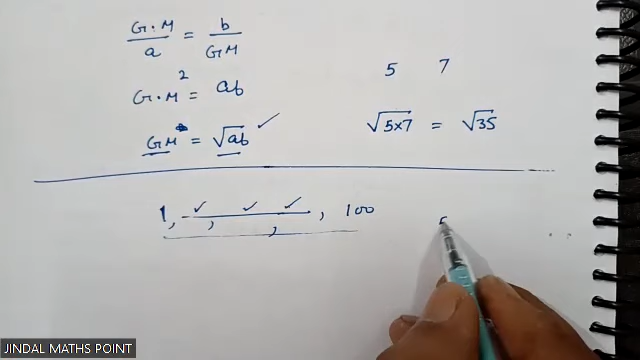 G.M/a = b/GM
G.M² = ab
GM = √ab ✓
5 7
√5×7 = √35
1, ✓, ✓, ✓, 100
JINDAL MATHS POINT